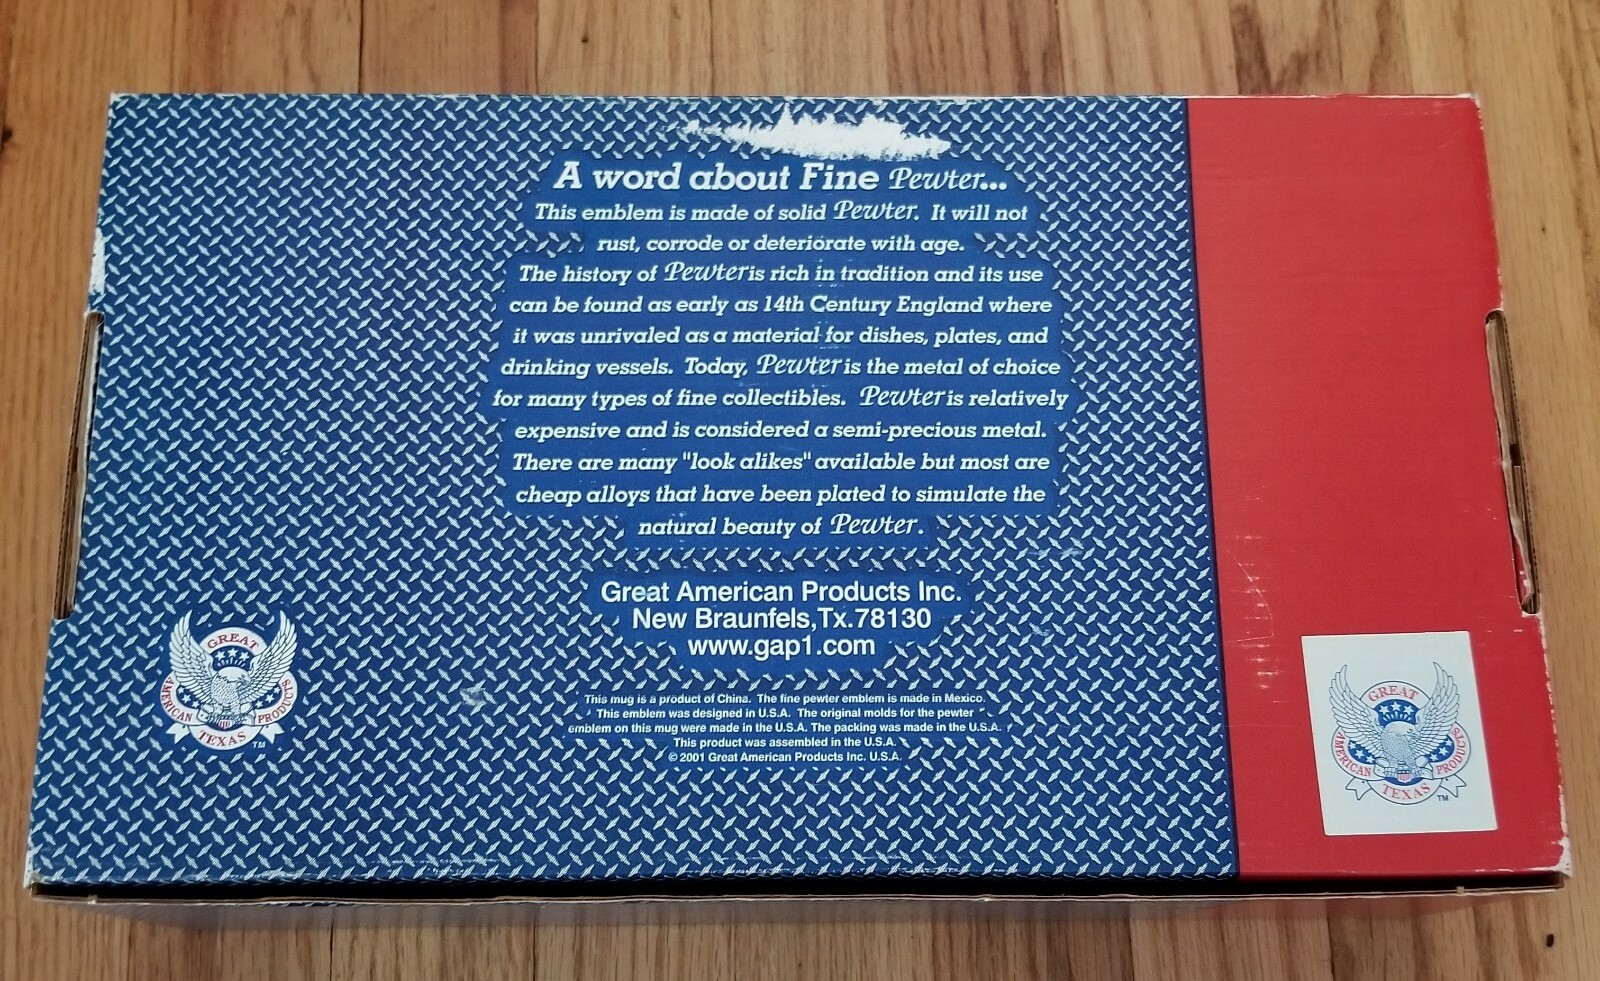 A word about Fine Pewter...
This emblem is made of solid Pewter. It will not
rust, corrode or deteriorate with age.
The history of Pewter is rich in tradition and its use
can be found as early as 14th Century England where
it was unrivaled as a material for dishes, plates, and
drinking vessels. Today, Pewter is the metal of choice
for many types of fine collectibles. Pewter is relatively
expensive and is considered a semi-precious metal.
There are many "look alikes" available but most are
cheap alloys that have been plated to simulate the
natural beauty of Pewter.
Great American Products Inc.
New Braunfels,Tx.78130
www.gap1.com
This mug is a product of China. The fine pewter emblem is made in Mexico.
This emblem was designed in U.S.A. The original molds for the pewter
emblem on this mug were made in the U.S.A. The packing was made in the U.S.A.
This product was assembled in the U.S.A.
© 2001 Great American Products Inc. U.S.A.
GREAT
AMERICAN PRODUCTS
TEXAS TM
GREAT
AMERICAN PRODUCTS
TEXAS TM